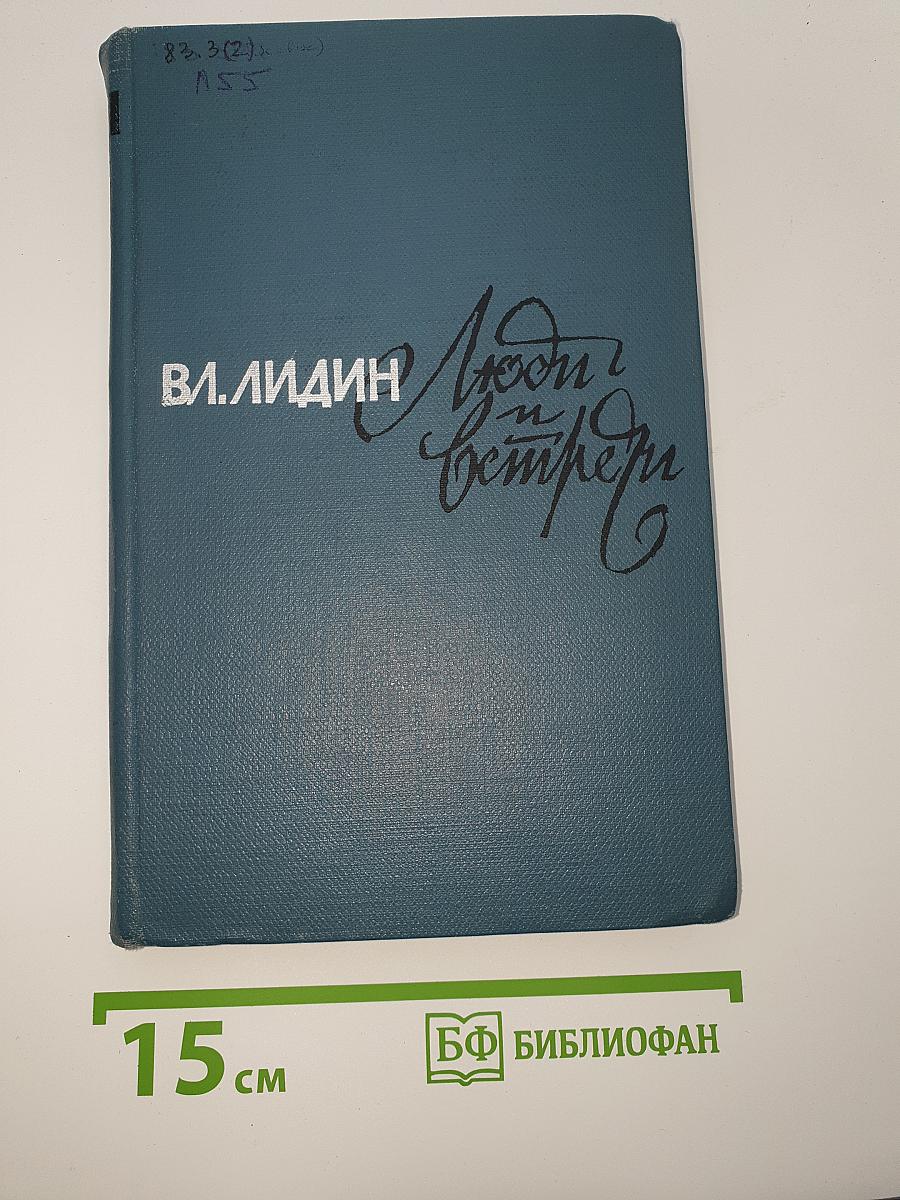 83.3(2)
Л55
ВЛ. ЛИДИН
Люди
и
встречи
15 см
БФ БИБЛИОФАН